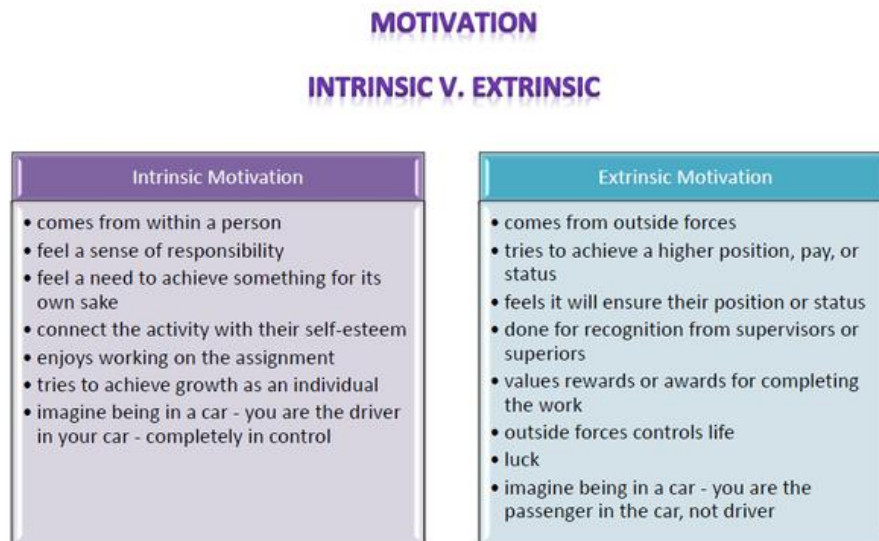 MOTIVATION
INTRINSIC V. EXTRINSIC
Intrinsic Motivation
• comes from within a person
• feel a sense of responsibility
• feel a need to achieve something for its
own sake
• connect the activity with their self-esteem
• enjoys working on the assignment
• tries to achieve growth as an individual
• imagine being in a car - you are the driver
in your car - completely in control
Extrinsic Motivation
• comes from outside forces
• tries to achieve a higher position, pay, or
status
• feels it will ensure their position or status
• done for recognition from supervisors or
superiors
• values rewards or awards for completing
the work
• outside forces controls life
• luck
• imagine being in a car - you are the
passenger in the car, not driver